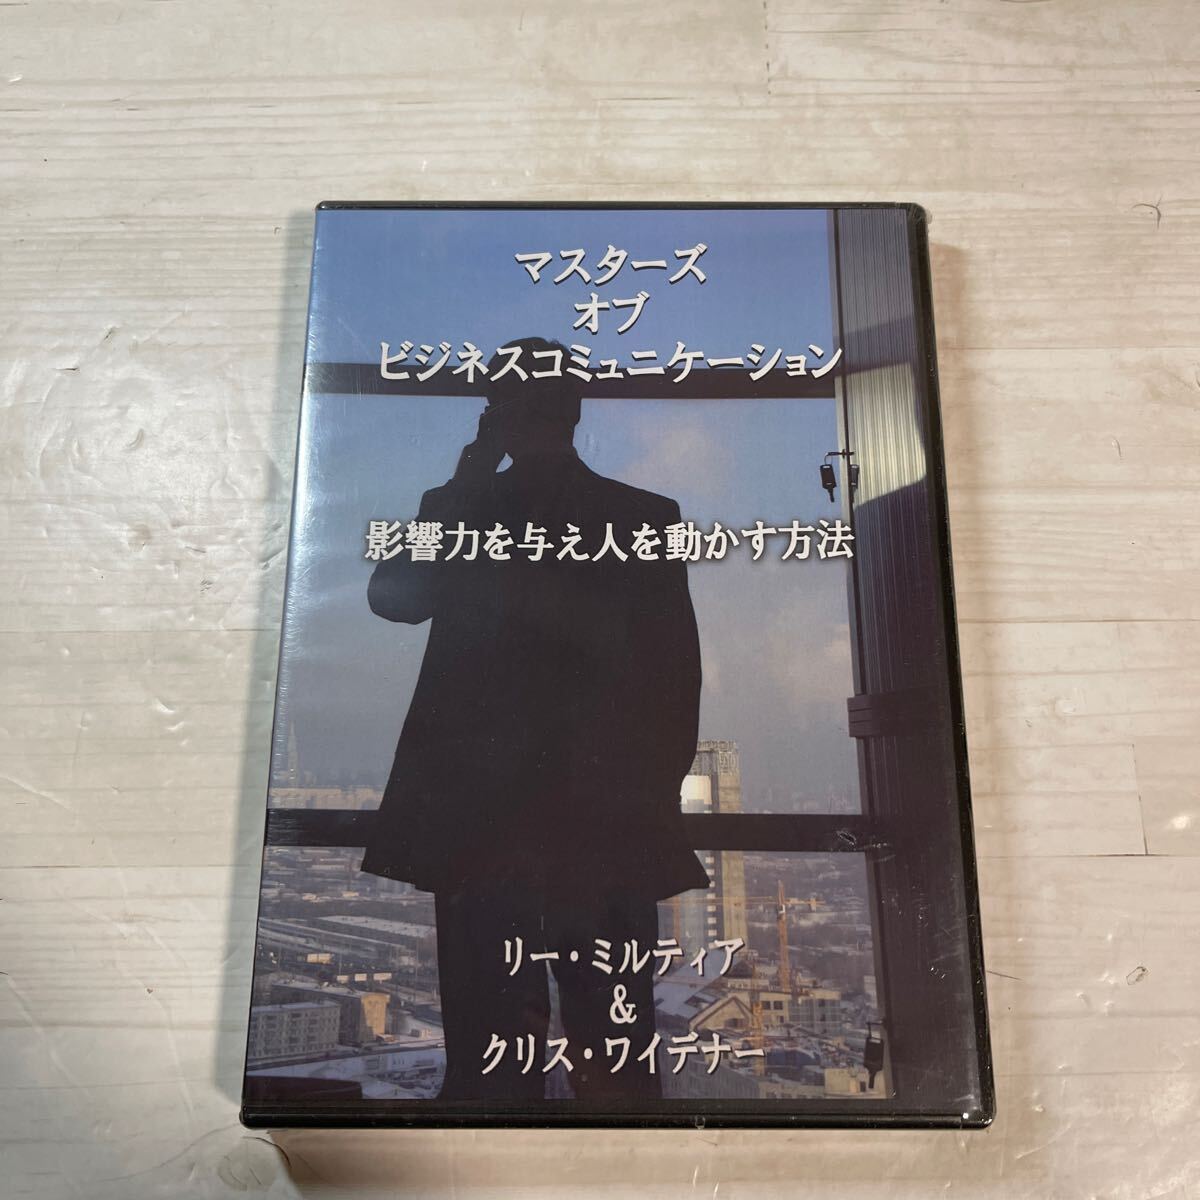 マスターズ
オブ
ビジネスコミュニケーション
影響力を与え人を動かす方法
リー・ミルティア
&
クリス・ワイデナー